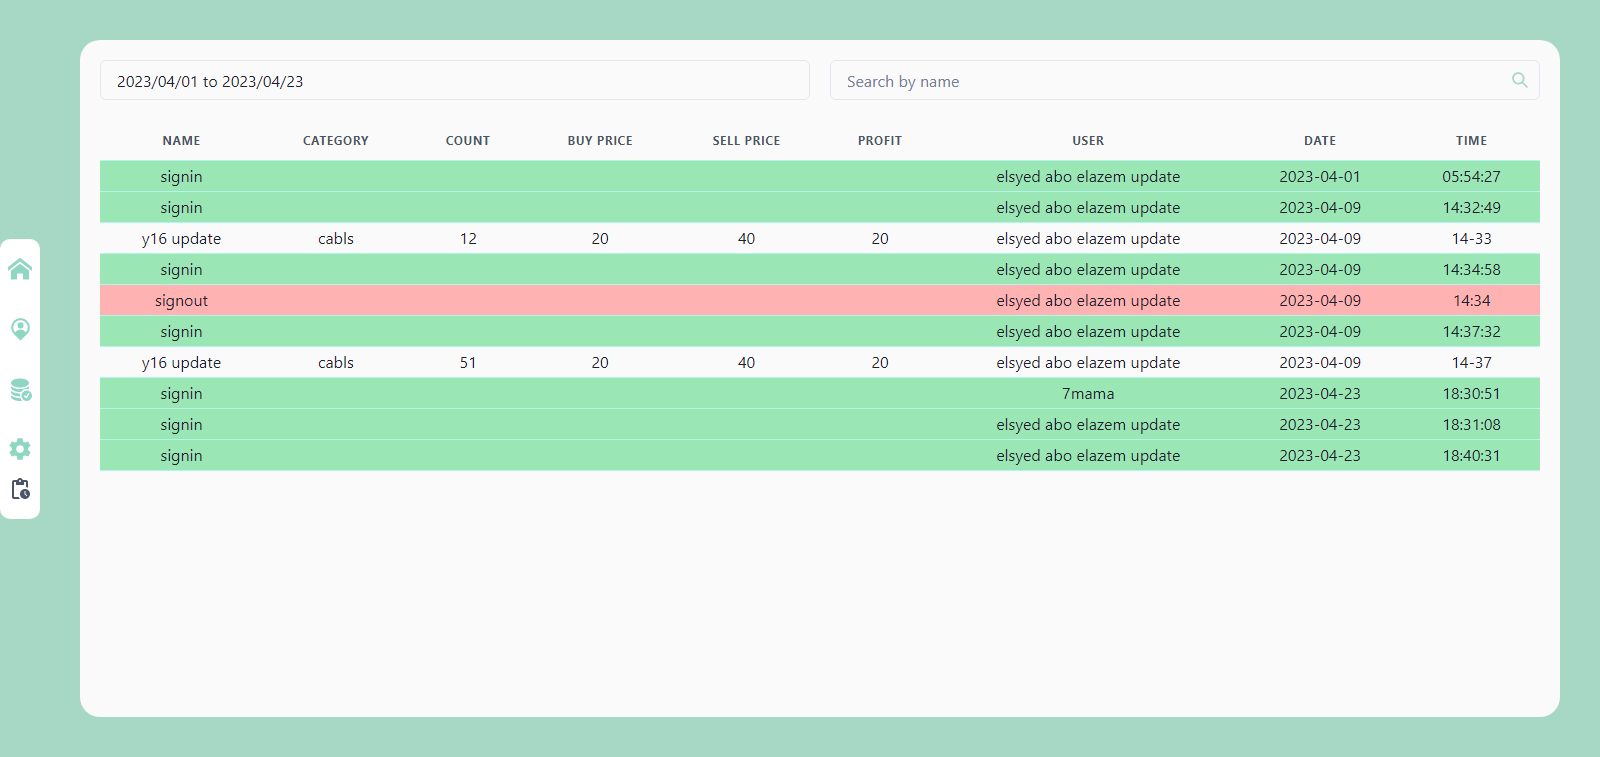 2023/04/01 to 2023/04/23 Search by name
NAME CATEGORY COUNT BUY PRICE SELL PRICE PROFIT USER DATE TIME
signin elsyed abo elazem update 2023-04-01 05:54:27
signin elsyed abo elazem update 2023-04-09 14:32:49
y16 update cabls 12 20 40 20 elsyed abo elazem update 2023-04-09 14-33
signin elsyed abo elazem update 2023-04-09 14:34:58
signout elsyed abo elazem update 2023-04-09 14:34
signin elsyed abo elazem update 2023-04-09 14:37:32
y16 update cabls 51 20 40 20 elsyed abo elazem update 2023-04-09 14-37
signin 7mama 2023-04-23 18:30:51
signin elsyed abo elazem update 2023-04-23 18:31:08
signin elsyed abo elazem update 2023-04-23 18:40:31